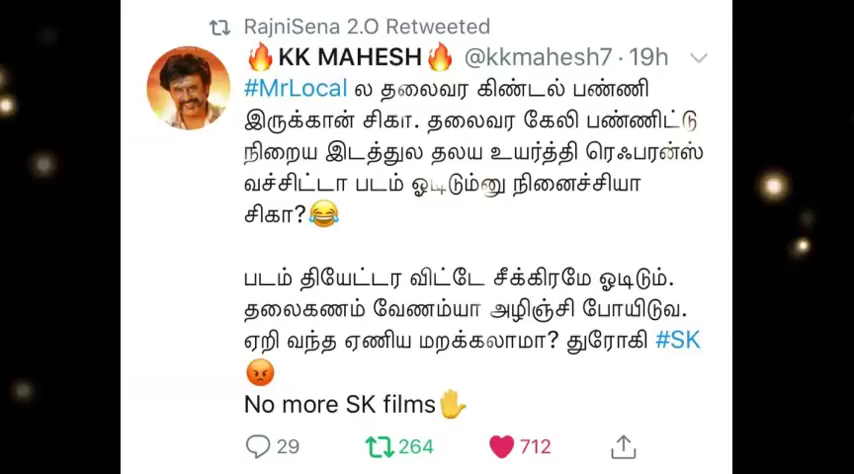 RajniSena 2.O Retweeted
🔥KK MAHESH🔥 @kkmahesh7 · 19h
#MrLocal ல தலைவர கிண்டல் பண்ணி
இருக்கான் சிகா. தலைவர கேலி பண்ணிட்டு
நிறைய இடத்துல தலய உயர்த்தி ரெஃபரன்ஸ்
வச்சிட்டா படம் ஓடிடும்னு நினைச்சியா
சிகா?😂
படம் தியேட்டர விட்டே சீக்கிரமே ஓடிடும்.
தலைகணம் வேணம்யா அழிஞ்சி போயிடுவ.
ஏறி வந்த ஏணிய மறக்கலாமா? துரோகி #SK
😡
No more SK films✋
29 264 712